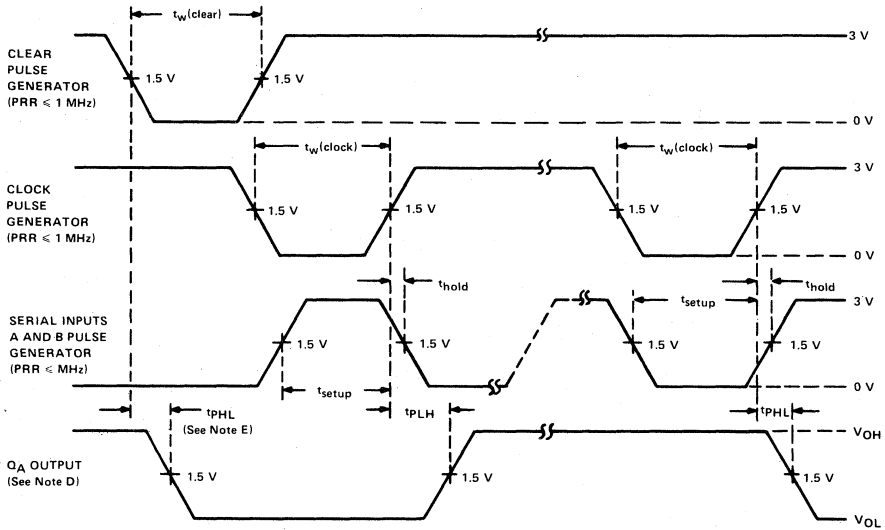 tw(clear)
CLEAR
PULSE
GENERATOR
(PRR ≤ 1 MHz)
1.5 V
1.5 V
3 V
0 V
tw(clock)
tw(clock)
CLOCK
PULSE
GENERATOR
(PRR ≤ 1 MHz)
1.5 V
1.5 V
1.5 V
1.5 V
3 V
0 V
thold
tsetup
thold
SERIAL INPUTS
A AND B PULSE
GENERATOR
(PRR ≤ MHz)
1.5 V
1.5 V
1.5 V
1.5 V
3 V
0 V
tsetup
tPHL
(See Note E)
tPLH
tPHL
QA OUTPUT
(See Note D)
1.5 V
1.5 V
1.5 V
VOH
VOL